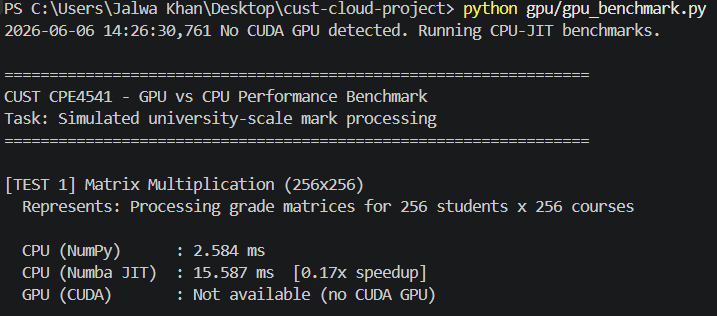 PS C:\Users\Jalwa Khan\Desktop\cust-cloud-project> python gpu/gpu_benchmark.py
2026-06-06 14:26:30,761 No CUDA GPU detected. Running CPU-JIT benchmarks.
=================================================================
CUST CPE4541 - GPU vs CPU Performance Benchmark
Task: Simulated university-scale mark processing
=================================================================
[TEST 1] Matrix Multiplication (256x256)
  Represents: Processing grade matrices for 256 students x 256 courses
  CPU (NumPy)      : 2.584 ms
  CPU (Numba JIT)  : 15.587 ms  [0.17x speedup]
  GPU (CUDA)       : Not available (no CUDA GPU)